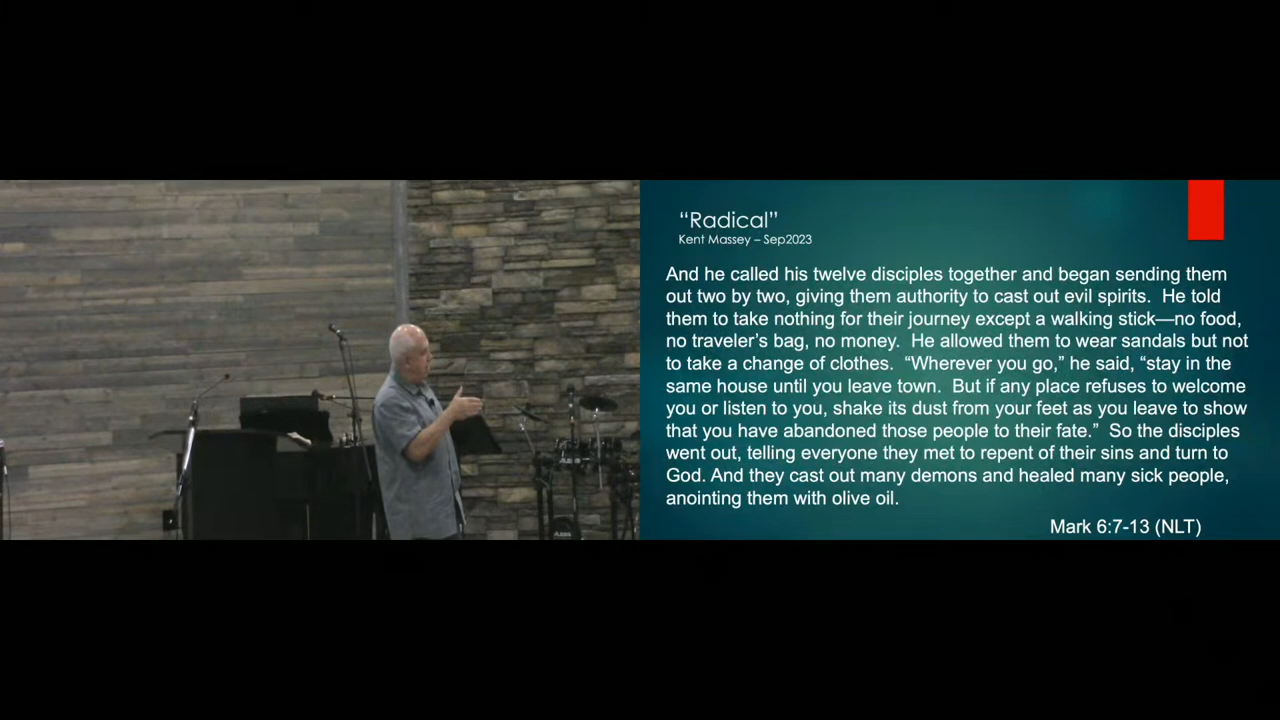 “Radical”
Kent Massey – Sep2023
And he called his twelve disciples together and began sending them
out two by two, giving them authority to cast out evil spirits.  He told
them to take nothing for their journey except a walking stick—no food,
no traveler’s bag, no money.  He allowed them to wear sandals but not
to take a change of clothes.  “Wherever you go,” he said, “stay in the
same house until you leave town.  But if any place refuses to welcome
you or listen to you, shake its dust from your feet as you leave to show
that you have abandoned those people to their fate.”  So the disciples
went out, telling everyone they met to repent of their sins and turn to
God. And they cast out many demons and healed many sick people,
anointing them with olive oil.
Mark 6:7-13 (NLT)